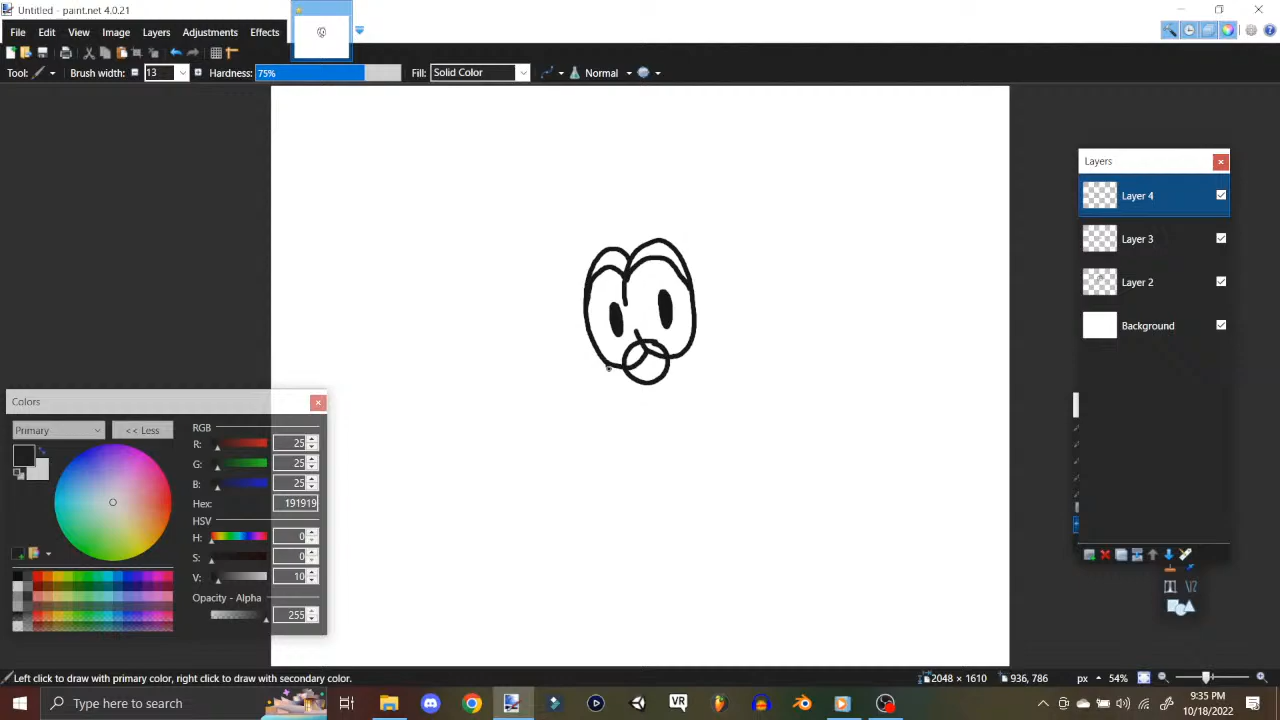 Untitled - paint.net 4.0.21
File Edit View Image Layers Adjustments Effects
Tool: Brush width: 13 Hardness: 75% Fill: Solid Color Normal
Layers
Layer 4
Layer 3
Layer 2
Background
Colors
Primary << Less
RGB
R: 25
G: 25
B: 25
Hex: 191919
HSV
H: 0
S: 0
V: 10
Opacity - Alpha
255
Left click to draw with primary color, right click to draw with secondary color. 2048 × 1610 936, 786 px 54%
Type here to search VR 9:35 PM
10/18/2022